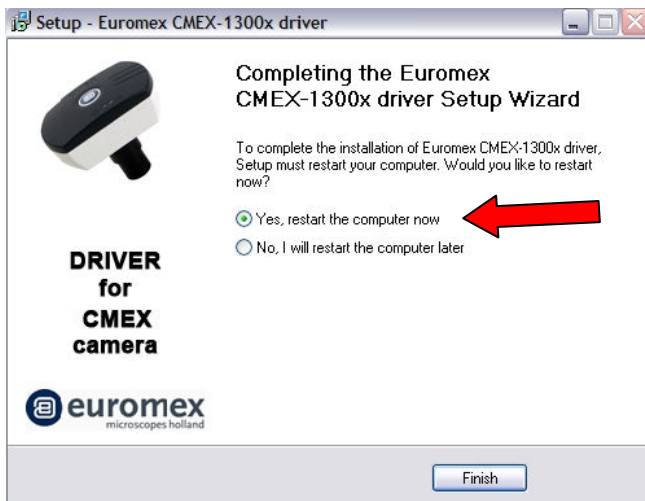 Setup - Euromex CMEX-1300x driver
Completing the Euromex
CMEX-1300x driver Setup Wizard
To complete the installation of Euromex CMEX-1300x driver,
Setup must restart your computer. Would you like to restart
now?
Yes, restart the computer now
No, I will restart the computer later
DRIVER
for
CMEX
camera
euromex
microscopes holland
Finish